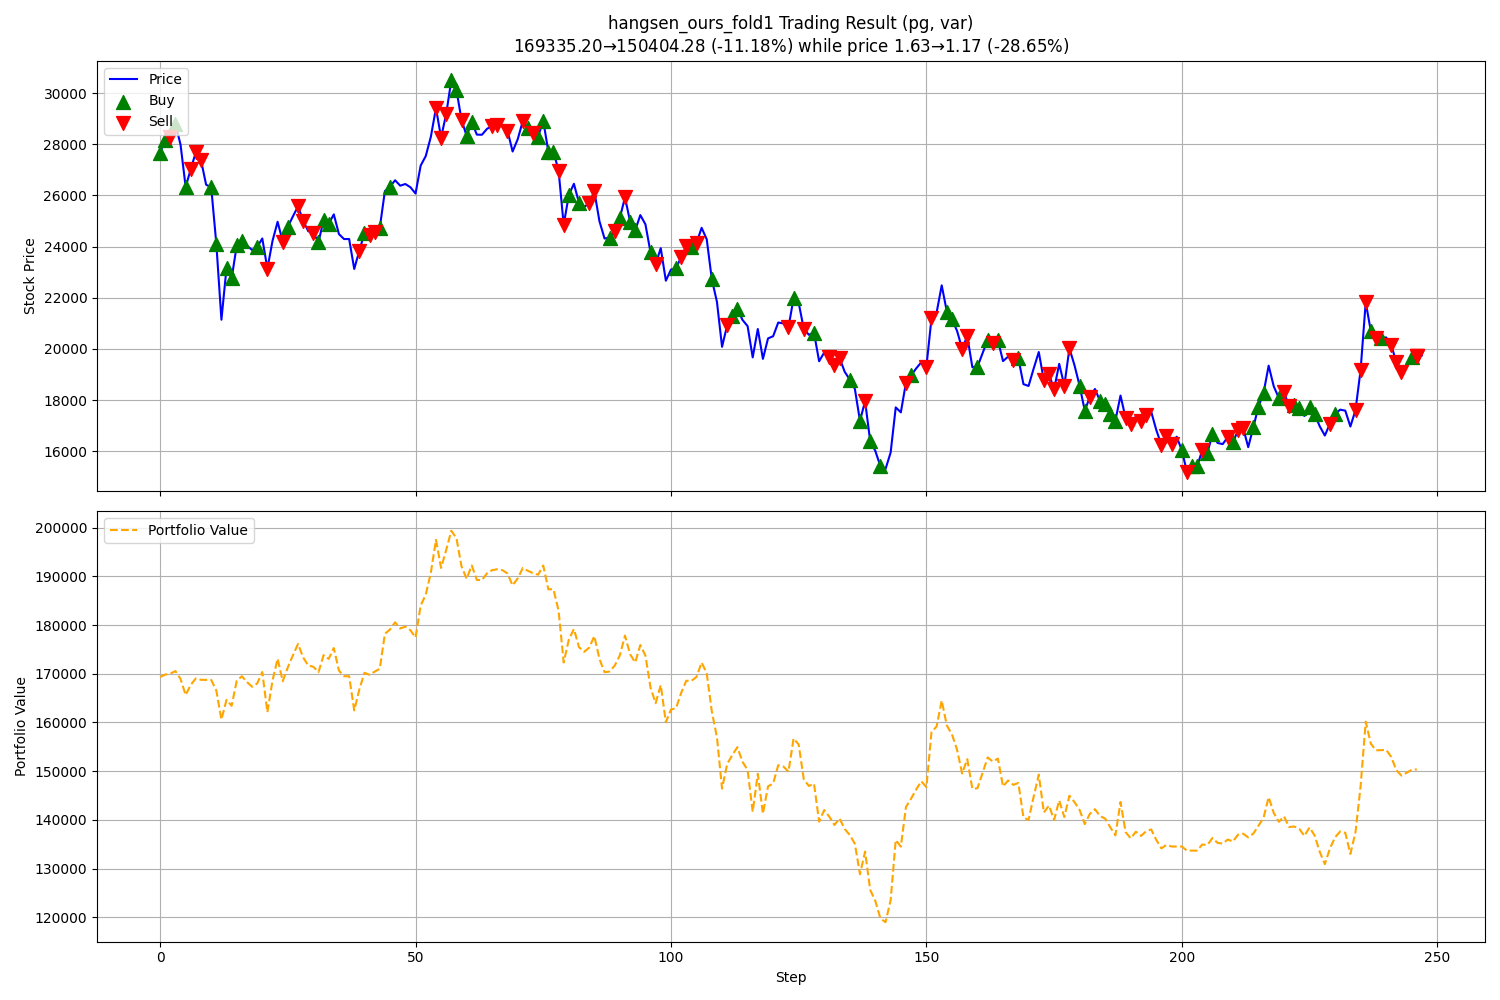 hangsen_ours_fold1 Trading Result (pg, var)
169335.20→150404.28 (-11.18%) while price 1.63→1.17 (-28.65%)
Price
Buy
Sell
Stock Price
30000
28000
26000
24000
22000
20000
18000
16000
Portfolio Value
Portfolio Value
200000
190000
180000
170000
160000
150000
140000
130000
120000
0
50
100
150
200
250
Step